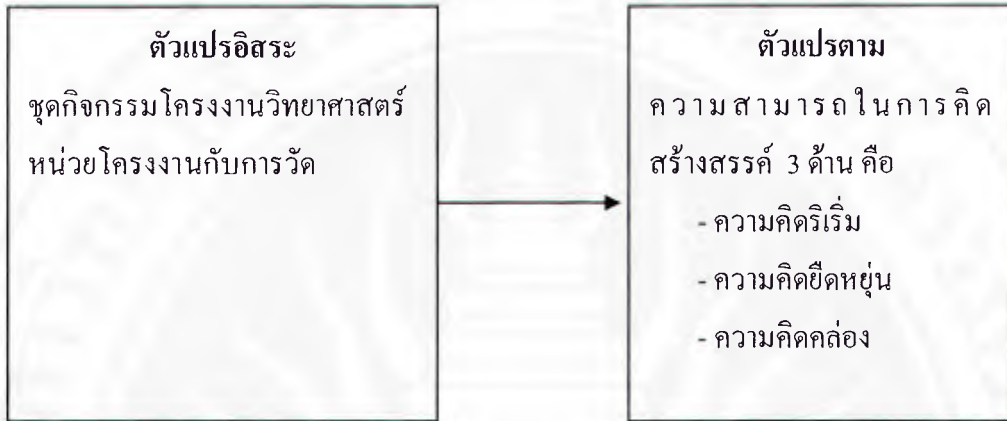 ตัวแปรอิสระ
ชุดกิจกรรมโครงงานวิทยาศาสตร์
หน่วยโครงงานกับการวัด
ตัวแปรตาม
ความสามารถในการคิด
สร้างสรรค์ 3 ด้าน คือ
- ความคิดริเริ่ม
- ความคิดยืดหยุ่น
- ความคิดคล่อง